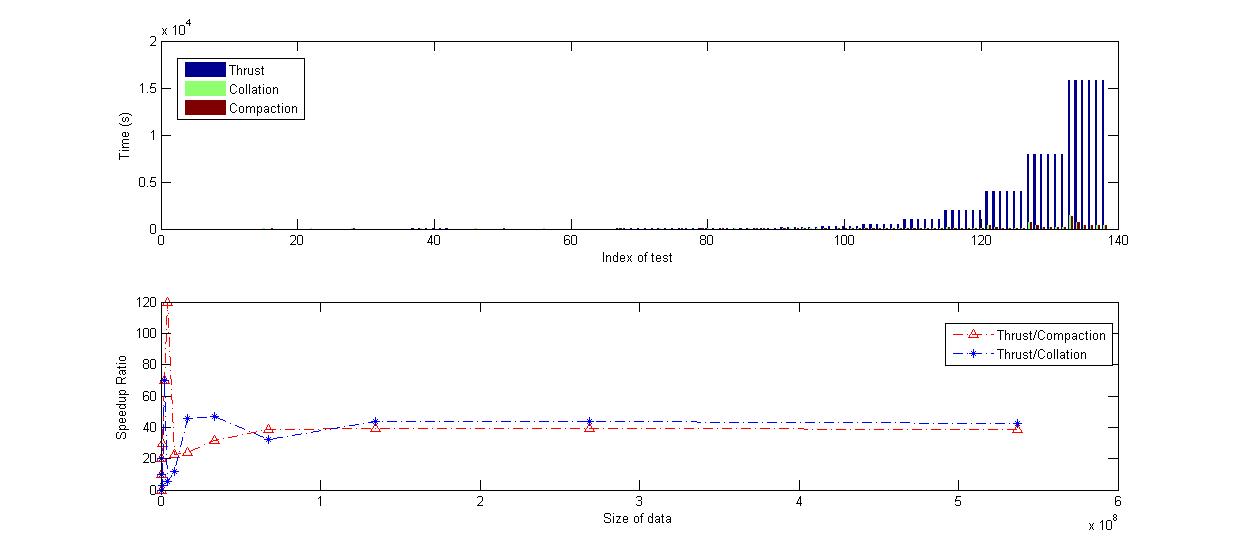 x 10^4
2
1.5
1
0.5
0
Time (s)
Thrust
Collation
Compaction
0 20 40 60 80 100 120 140
Index of test
120
100
80
60
40
20
0
Speedup Ratio
Thrust/Compaction
Thrust/Collation
0 1 2 3 4 5 6
Size of data
x 10^8